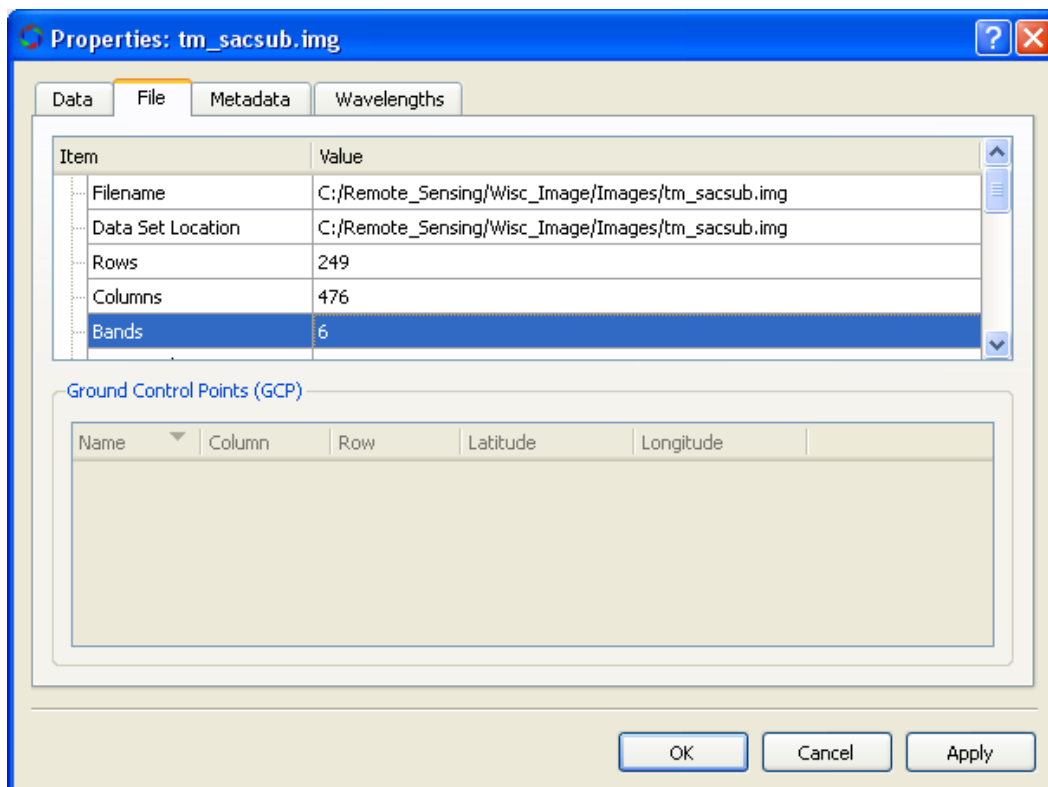 Properties: tm_sacsub.img
Data File Metadata Wavelengths
Item Value
Filename C:/Remote_Sensing/Wisc_Image/Images/tm_sacsub.img
Data Set Location C:/Remote_Sensing/Wisc_Image/Images/tm_sacsub.img
Rows 249
Columns 476
Bands 6
Ground Control Points (GCP)
Name Column Row Latitude Longitude
OK Cancel Apply